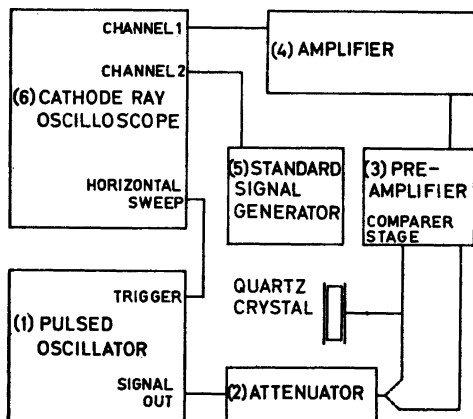 CHANNEL 1
CHANNEL 2
(6) CATHODE RAY
OSCILLOSCOPE
HORIZONTAL
SWEEP
(4) AMPLIFIER
(5) STANDARD
SIGNAL
GENERATOR
(3) PRE-
AMPLIFIER
COMPARER
STAGE
TRIGGER
(1) PULSED
OSCILLATOR
SIGNAL
OUT
QUARTZ
CRYSTAL
(2) ATTENUATOR